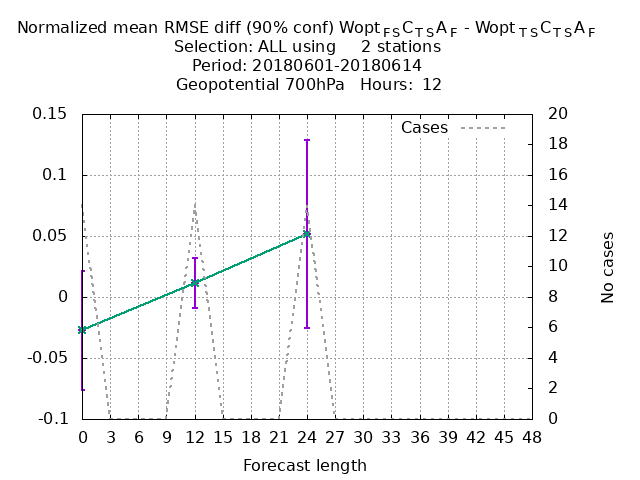 Normalized mean RMSE diff (90% conf) Wopt FS C TS A F - Wopt TS C TS A F
Selection: ALL using 2 stations
Period: 20180601-20180614
Geopotential 700hPa Hours: 12
Cases
0.15
0.1
0.05
0
-0.05
-0.1
20
18
16
14
12
10
8
6
4
2
0
No cases
0 3 6 9 12 15 18 21 24 27 30 33 36 39 42 45 48
Forecast length